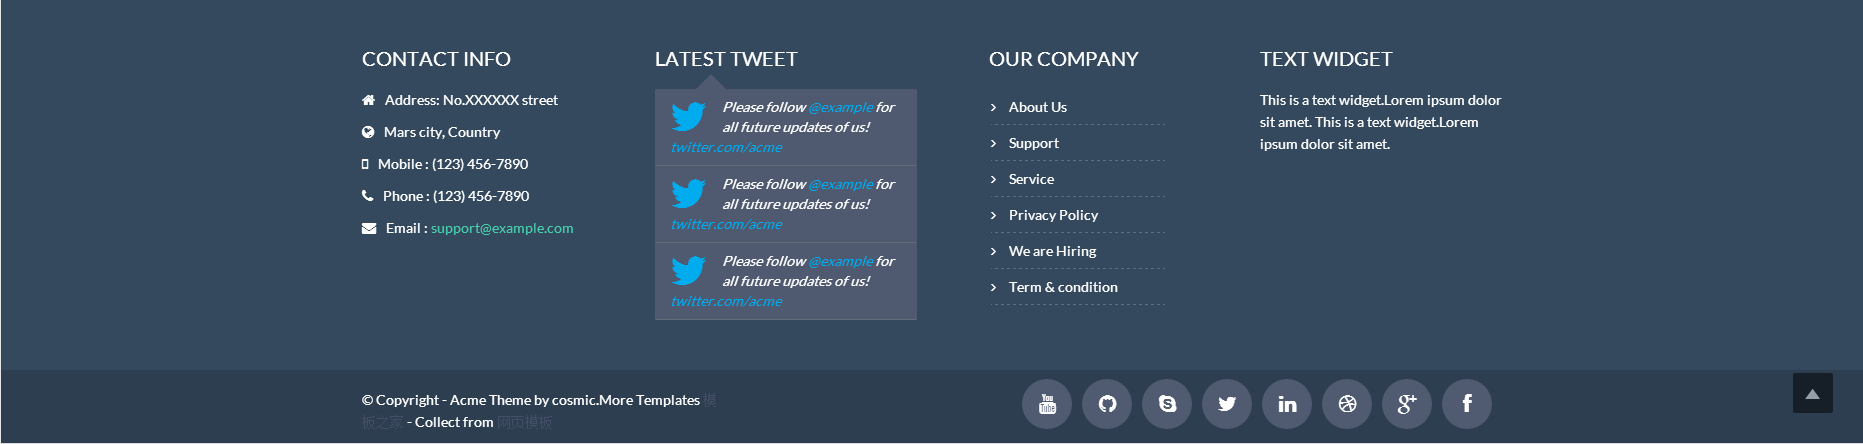 CONTACT INFO
Address: No.XXXXXX street
Mars city, Country
Mobile : (123) 456-7890
Phone : (123) 456-7890
Email : support@example.com
LATEST TWEET
Please follow @example for
all future updates of us!
twitter.com/acme
Please follow @example for
all future updates of us!
twitter.com/acme
Please follow @example for
all future updates of us!
twitter.com/acme
OUR COMPANY
About Us
Support
Service
Privacy Policy
We are Hiring
Term & condition
TEXT WIDGET
This is a text widget.Lorem ipsum dolor
sit amet. This is a text widget.Lorem
ipsum dolor sit amet.
© Copyright - Acme Theme by cosmic.More Templates 模
板之家 - Collect from 网页模板
You
Tube